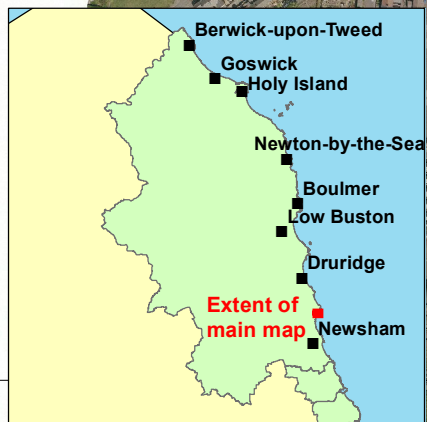 Berwick-upon-Tweed
Goswick
Holy Island
Newton-by-the-Sea
Boulmer
Low Buston
Druridge
Extent of
main map
Newsham